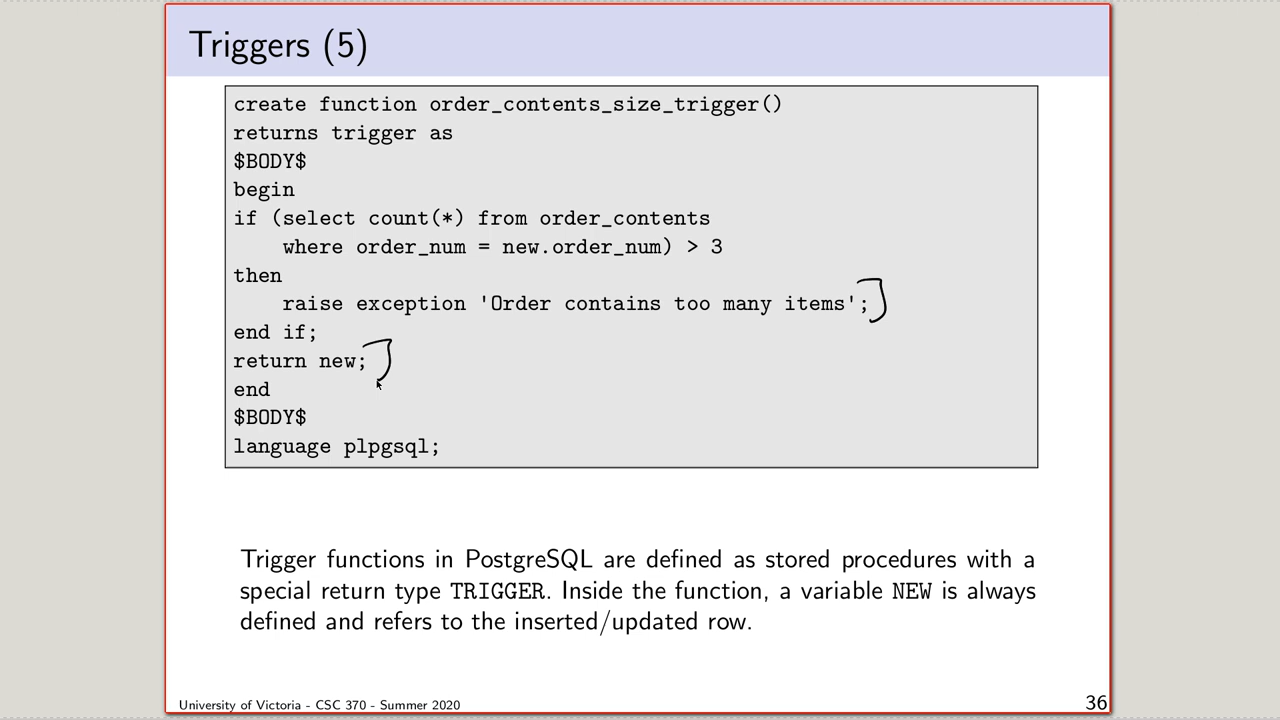 Triggers (5)
create function order_contents_size_trigger()
returns trigger as
$BODY$
begin
if (select count(*) from order_contents
    where order_num = new.order_num) > 3
then
    raise exception 'Order contains too many items';
end if;
return new;
end
$BODY$
language plpgsql;
Trigger functions in PostgreSQL are defined as stored procedures with a
special return type TRIGGER. Inside the function, a variable NEW is always
defined and refers to the inserted/updated row.
University of Victoria - CSC 370 - Summer 2020
36